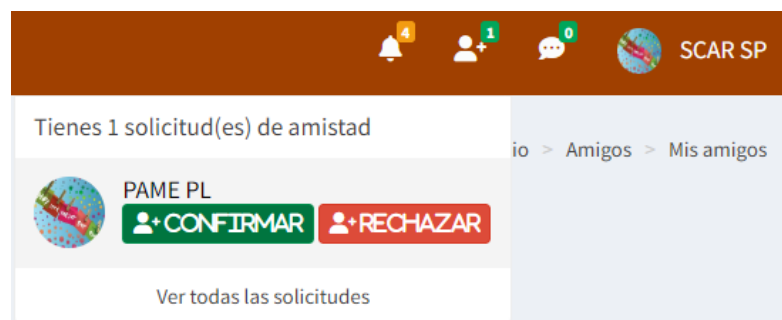 4 1 0 SCAR SP
Tienes 1 solicitud(es) de amistad
io > Amigos > Mis amigos
PAME PL
CONFIRMAR RECHAZAR
Ver todas las solicitudes